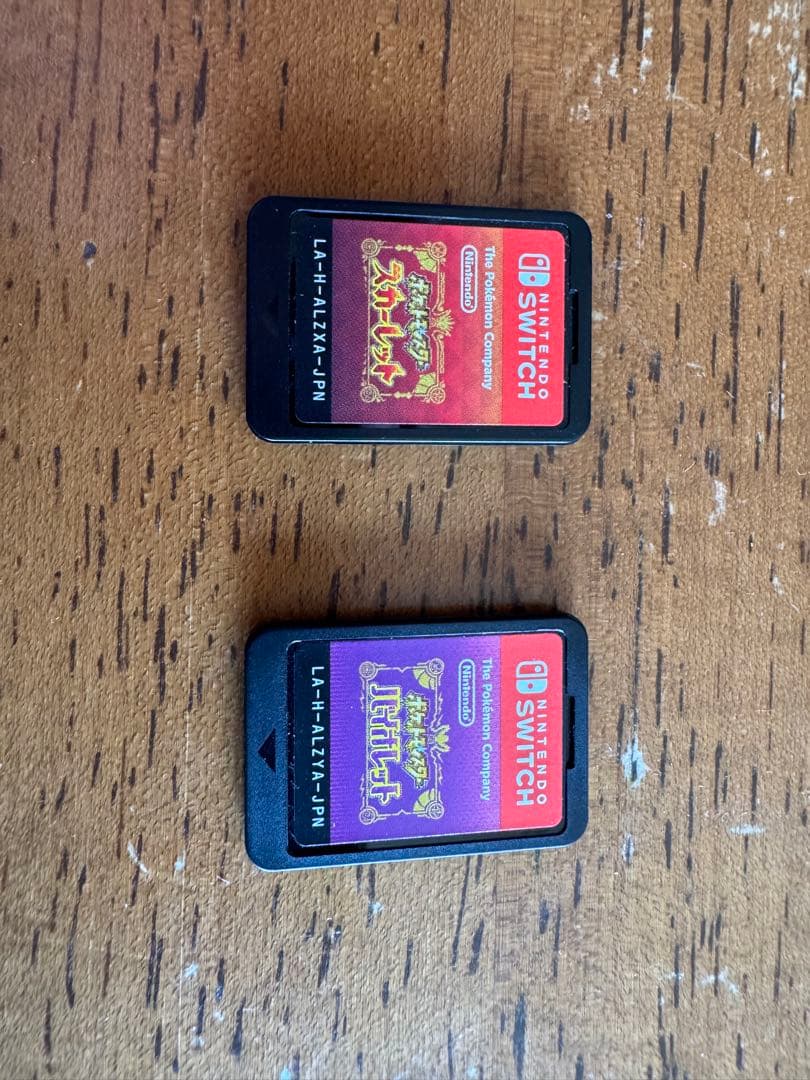 NINTENDO
SWITCH
The Pokémon Company
Nintendo
ポケットモンスター
スカーレット
LA-H-ALZXA-JPN
NINTENDO
SWITCH
The Pokémon Company
Nintendo
ポケットモンスター
バイオレット
LA-H-ALZYA-JPN